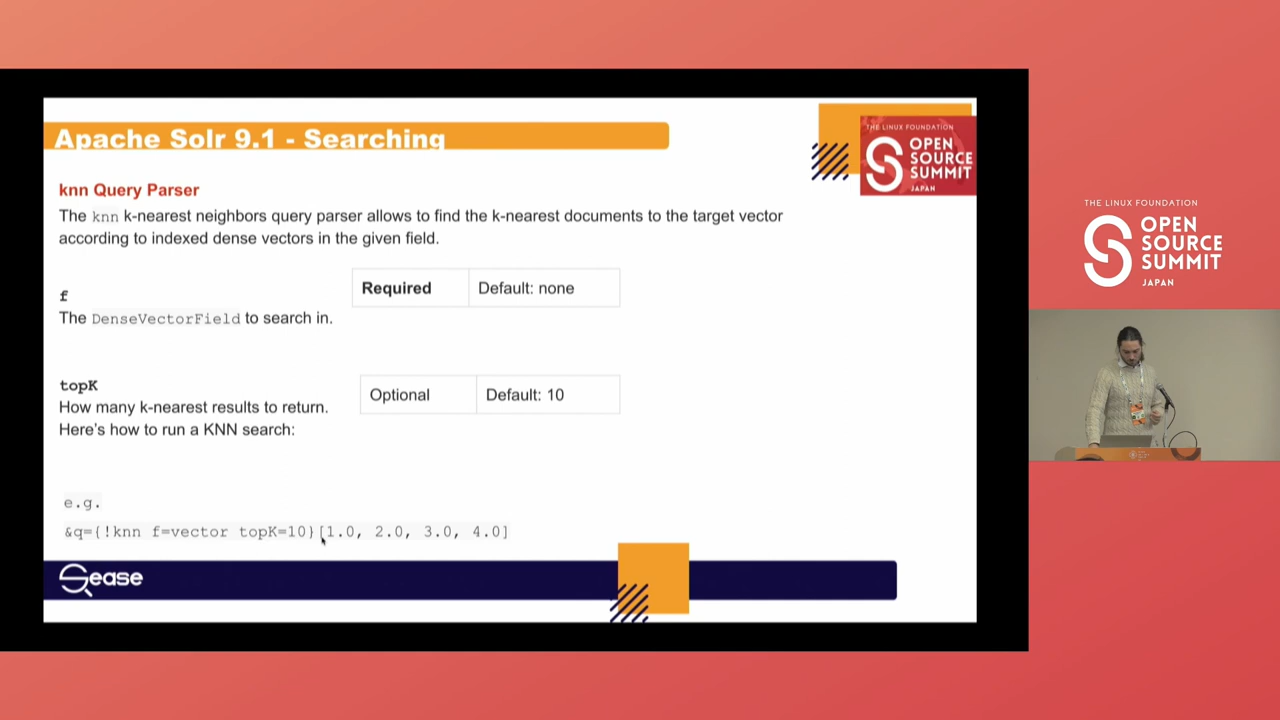 Apache Solr 9.1 - Searching
THE LINUX FOUNDATION
OPEN
SOURCE
SUMMIT
JAPAN
knn Query Parser
The knn k-nearest neighbors query parser allows to find the k-nearest documents to the target vector
according to indexed dense vectors in the given field.
f
The DenseVectorField to search in.
Required
Default: none
topK
How many k-nearest results to return.
Here's how to run a KNN search:
Optional
Default: 10
e.g.
&q={!knn f=vector topK=10}[1.0, 2.0, 3.0, 4.0]
Sease
THE LINUX FOUNDATION
OPEN
SOURCE
SUMMIT
JAPAN